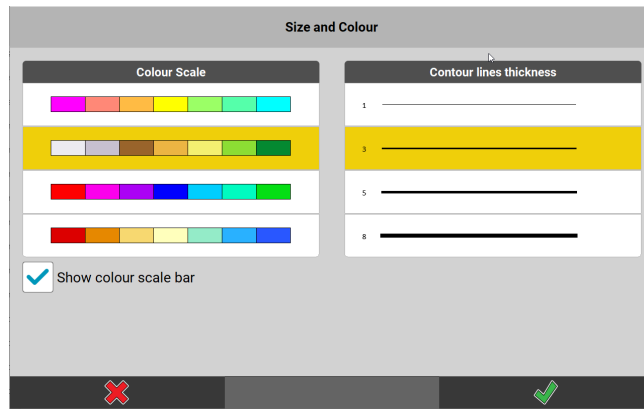 Size and Colour
Colour Scale
Contour lines thickness
1
3
5
8
Show colour scale bar